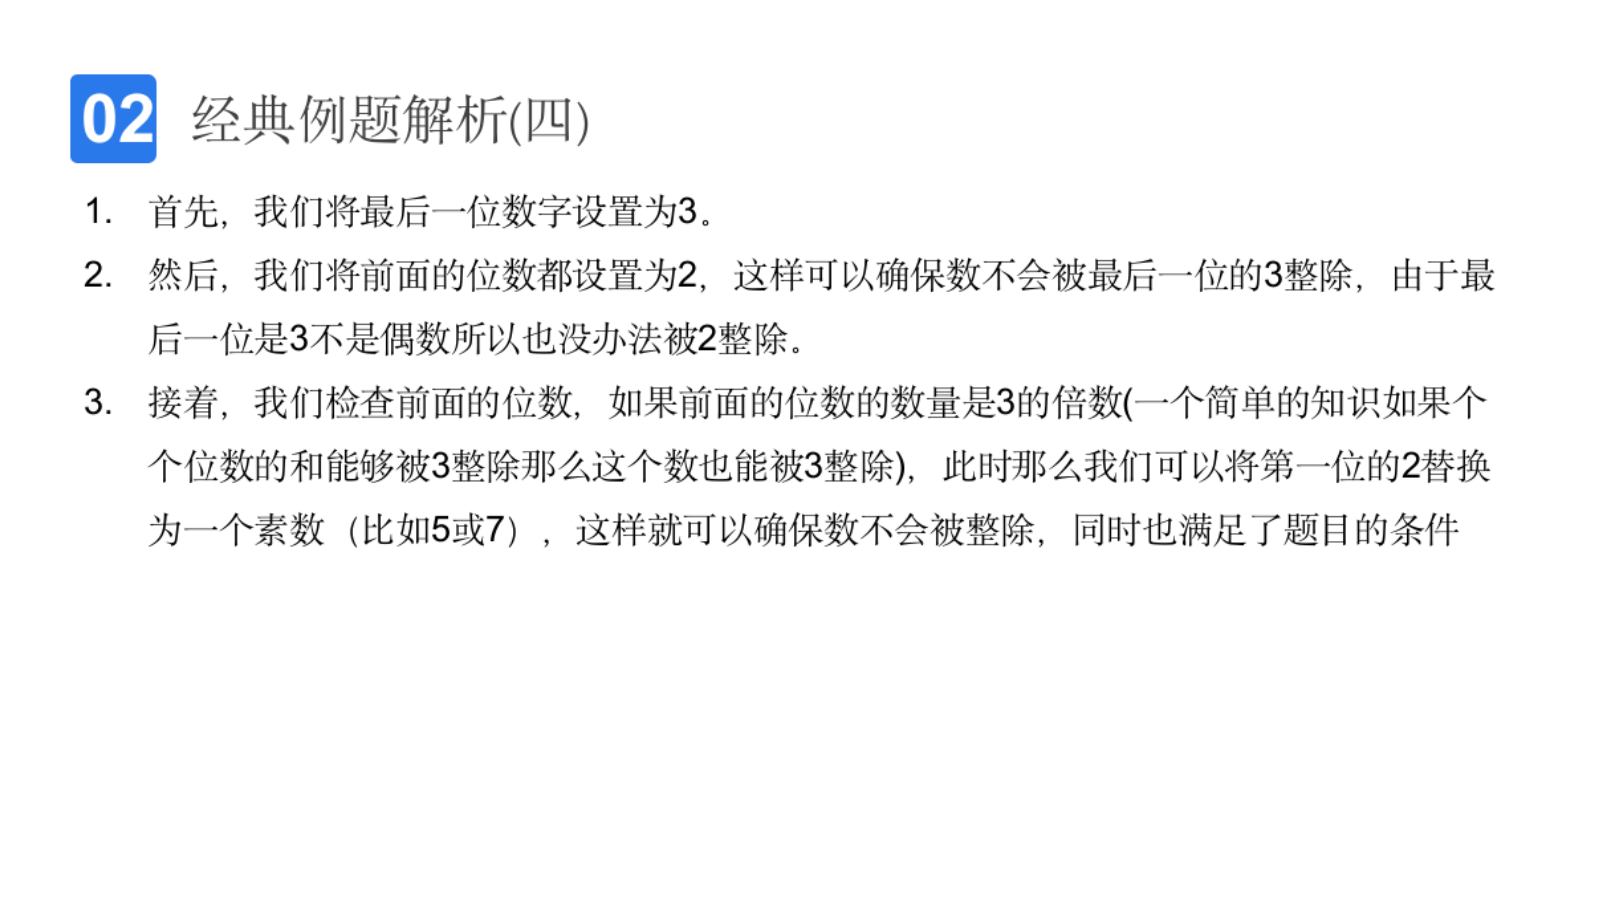 02 经典例题解析(四)
1. 首先，我们将最后一位数字设置为3。
2. 然后，我们将前面的位数都设置为2，这样可以确保数不会被最后一位的3整除，由于最
后一位是3不是偶数所以也没办法被2整除。
3. 接着，我们检查前面的位数，如果前面的位数的数量是3的倍数(一个简单的知识如果个
个位数的和能够被3整除那么这个数也能被3整除)，此时那么我们可以将第一位的2替换
为一个素数（比如5或7），这样就可以确保数不会被整除，同时也满足了题目的条件